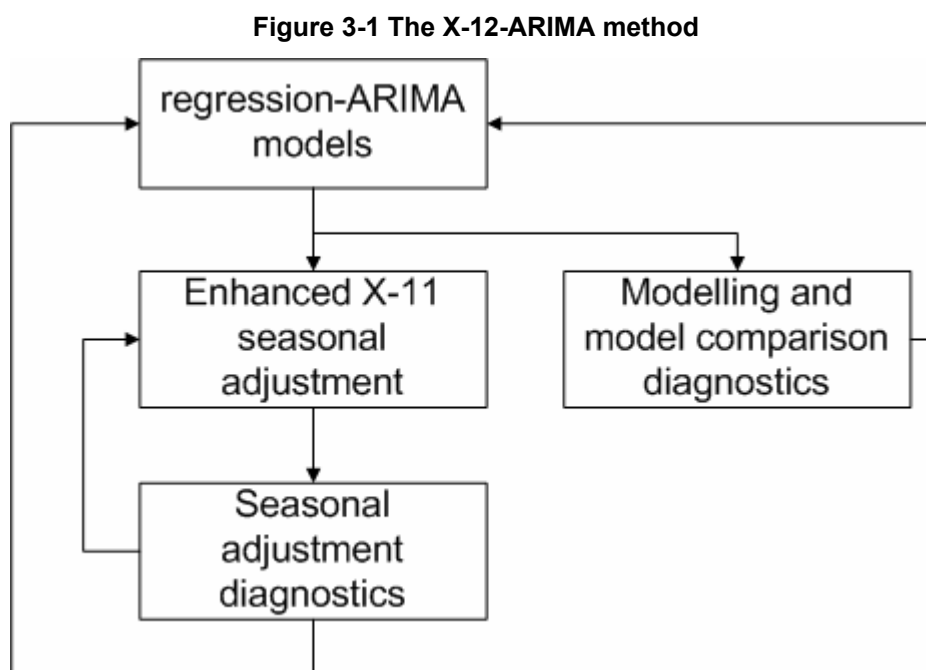 Figure 3-1 The X-12-ARIMA method
regression-ARIMA
models
Enhanced X-11
seasonal
adjustment
Modelling and
model comparison
diagnostics
Seasonal
adjustment
diagnostics